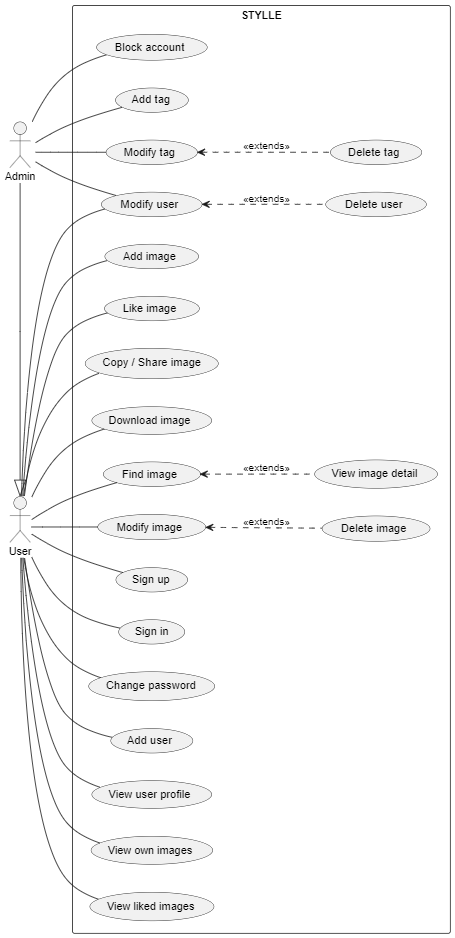 STYLLE
Block account
Add tag
Admin
Modify tag
«extends»
Delete tag
Modify user
«extends»
Delete user
Add image
Like image
Copy / Share image
Download image
Find image
«extends»
View image detail
User
Modify image
«extends»
Delete image
Sign up
Sign in
Change password
Add user
View user profile
View own images
View liked images